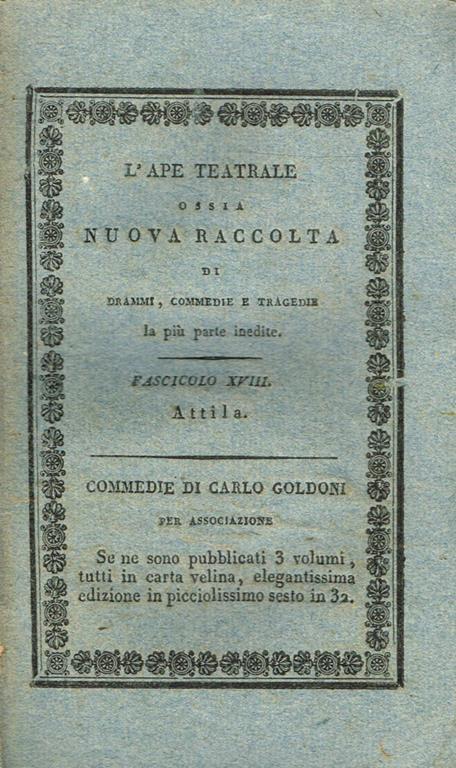 L'APE TEATRALE
OSSIA
NUOVA RACCOLTA
DI
DRAMMI, COMMEDIE E TRAGEDIE
la più parte inedite.
FASCICOLO XVIII.
Attila.
COMMEDIE DI CARLO GOLDONI
PER ASSOCIAZIONE
Se ne sono pubblicati 3 volumi,
tutti in carta velina, elegantissima
edizione in picciolissimo sesto in 32.